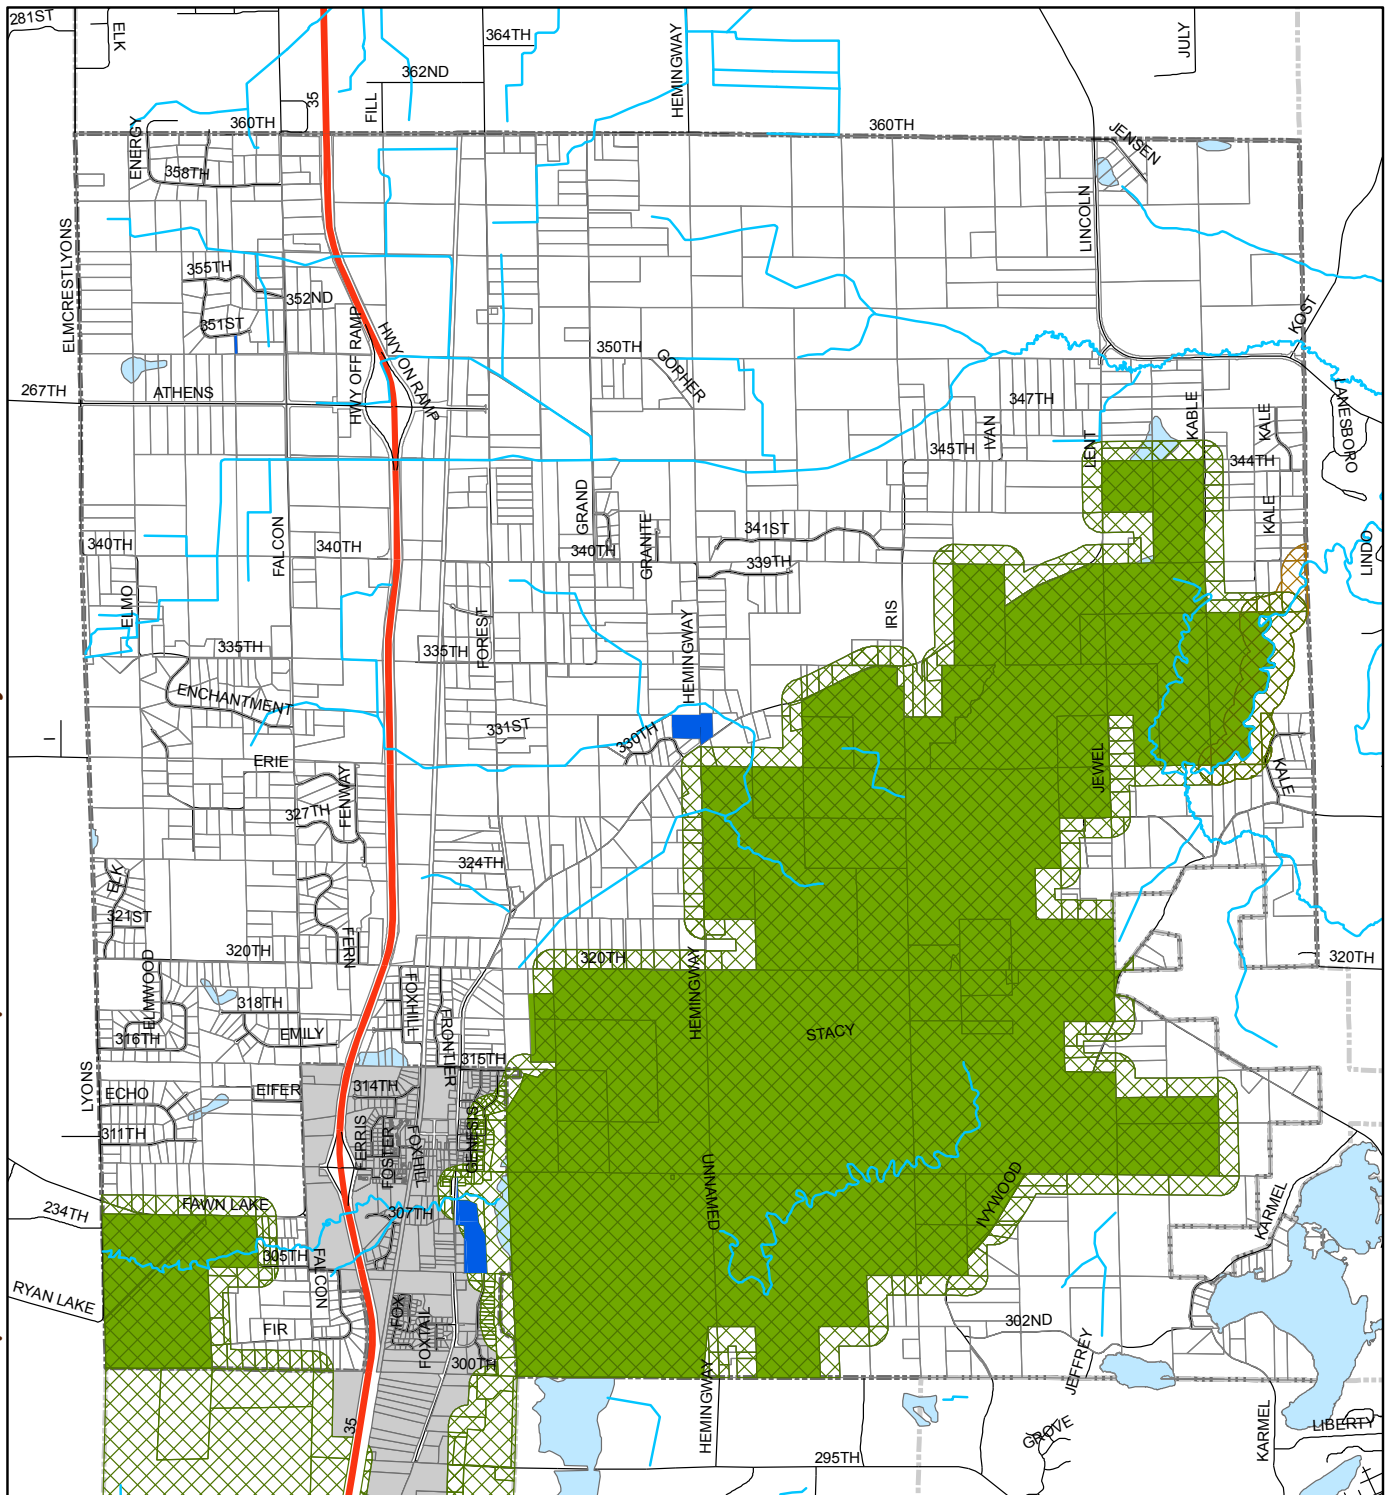 281ST
ELK
364TH
HEMINGWAY
JULY
362ND
35
FILL
360TH
360TH
ENERGY
JENSEN
358TH
LINCOLN
ELMCRESTLYONS
355TH
352ND
351ST
HWY OFF RAMP
HWY ON RAMP
KOST
350TH
GOPHER
267TH
ATHENS
347TH
KABLE
KALE
LANESBORO
IVAN
345TH
LENT
344TH
GRAND
341ST
KALE
GRANITE
340TH
FALCON
340TH
340TH
339TH
LINDO
ELMO
FOREST
IRIS
HEMINGWAY
335TH
335TH
ENCHANTMENT
331ST
330TH
I
ERIE
JEWEL
KALE
FENWAY
327TH
324TH
ELK
321ST
FERN
320TH
320TH
320TH
ELMWOOD
HEMINGWAY
318TH
FOXHILL
FRONTIER
316TH
EMILY
STACY
315TH
LYONS
ECHO
EIFER
314TH
311TH
FERRIS
FOSTER
FOXHILL
GENESIS
UNNAMED
IVYWOOD
KARMEL
234TH
FAWN LAKE
307TH
305TH
FALCON
RYAN LAKE
FIR
FOX
FOXTAIL
302ND
300TH
HEMINGWAY
JEFFREY
KARMEL
LIBERTY
GROVE
35
295TH